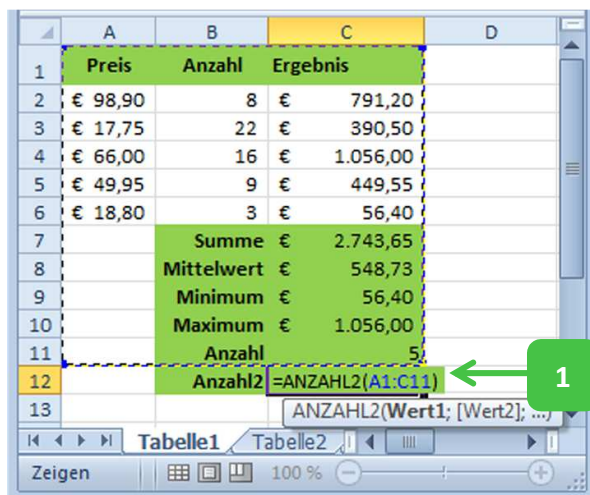 A B C D
1 Preis Anzahl Ergebnis
2 € 98,90 8 € 791,20
3 € 17,75 22 € 390,50
4 € 66,00 16 € 1.056,00
5 € 49,95 9 € 449,55
6 € 18,80 3 € 56,40
7 Summe € 2.743,65
8 Mittelwert € 548,73
9 Minimum € 56,40
10 Maximum € 1.056,00
11 Anzahl 5
12 Anzahl2 =ANZAHL2(A1:C11) 1
13 ANZAHL2(Wert1; [Wert2]; ...)
Tabelle1 Tabelle2
Zeigen 100 %